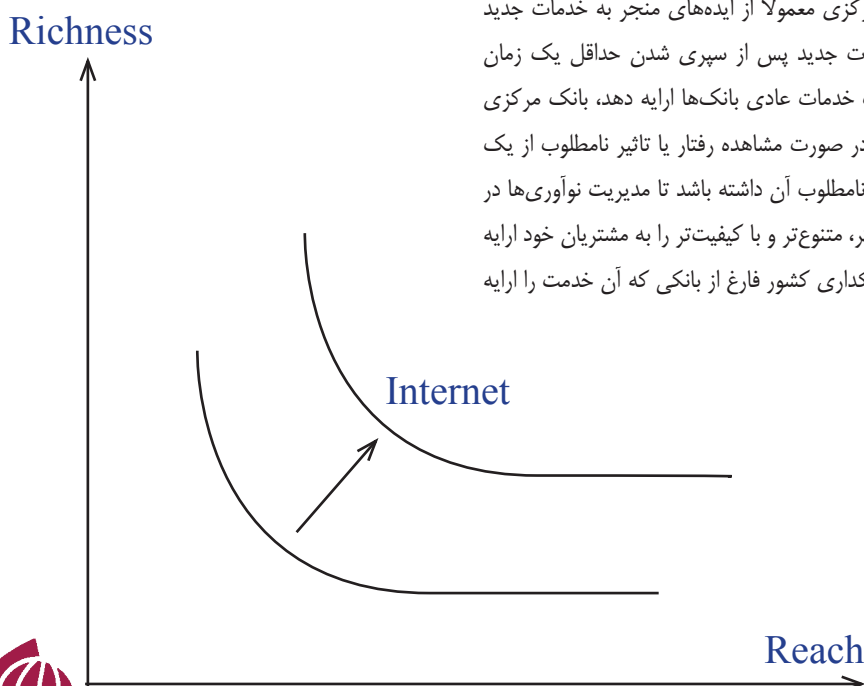 رکزی معمولا از ایده‌های منجر به خدمات جدید
ت جدید پس از سپری شدن حداقل یک زمان
خدمات عادی بانک‌ها ارایه دهد، بانک مرکزی
در صورت مشاهده رفتار یا تاثیر نامطلوب از یک
نامطلوب آن داشته باشد تا مدیریت نوآوری‌ها در
ر، متنوع‌تر و با کیفیت‌تر را به مشتریان خود ارایه
کداری کشور فارغ از بانکی که آن خدمت را ارایه
Richness
Internet
Reach